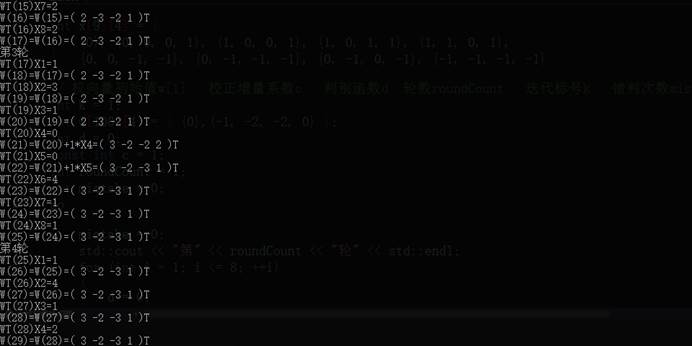 WT(15)X7=2
W(16)=W(15)=( 2 -3 -2 1 )T
WT(16)X8=2
W(17)=W(16)=( 2 -3 -2 1 )T
第3轮
WT(17)X1=1
W(18)=W(17)=( 2 -3 -2 1 )T
WT(18)X2=3
W(19)=W(18)=( 2 -3 -2 1 )T
WT(19)X3=1
W(20)=W(19)=( 2 -3 -2 1 )T
WT(20)X4=0
W(21)=W(20)+1*X4=( 3 -2 -2 2 )T
WT(21)X5=0
W(22)=W(21)+1*X5=( 3 -2 -3 1 )T
WT(22)X6=4
W(23)=W(22)=( 3 -2 -3 1 )T
WT(23)X7=1
W(24)=W(23)=( 3 -2 -3 1 )T
WT(24)X8=1
W(25)=W(24)=( 3 -2 -3 1 )T
第4轮
std::cout << "第" << roundCount << "轮" << std::endl;
WT(25)X1=1
W(26)=W(25)=( 3 -2 -3 1 )T
WT(26)X2=4
W(27)=W(26)=( 3 -2 -3 1 )T
WT(27)X3=1
W(28)=W(27)=( 3 -2 -3 1 )T
WT(28)X4=2
W(29)=W(28)=( 3 -2 -3 1 )T